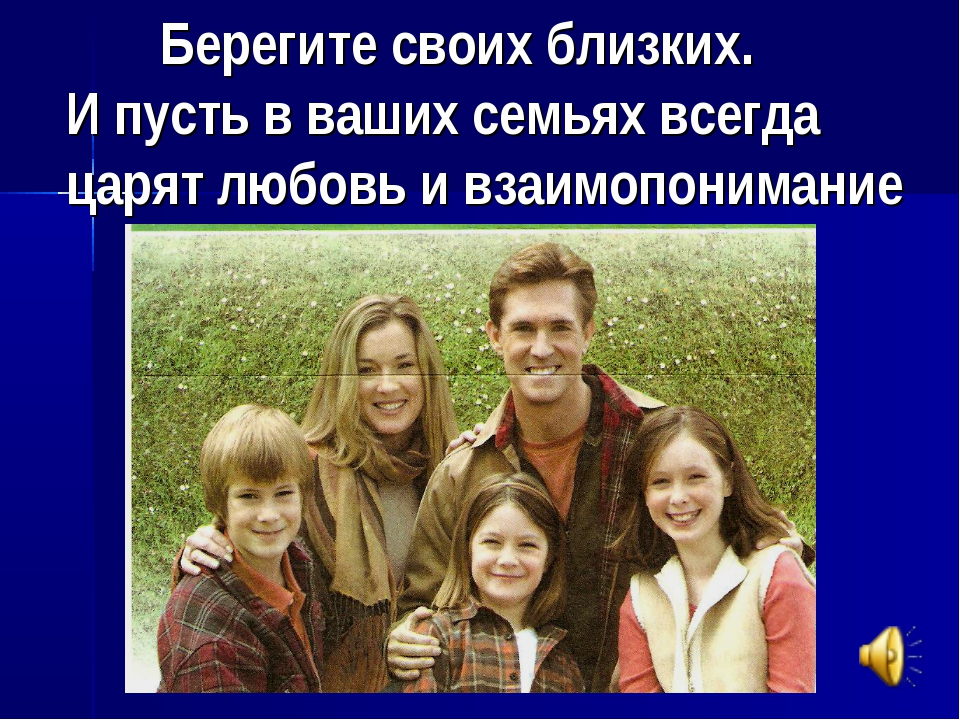 Берегите своих близких.
И пусть в ваших семьях всегда
царят любовь и взаимопонимание